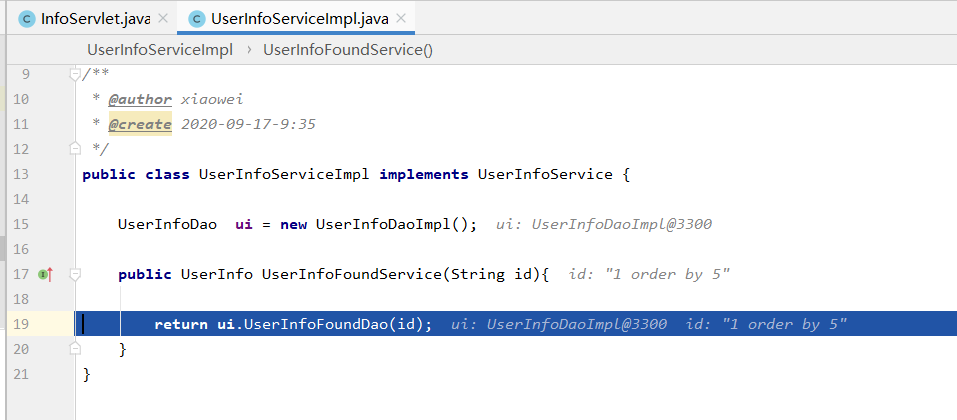 InfoServlet.java UserInfoServiceImpl.java
UserInfoServiceImpl › UserInfoFoundService()
9 /**
10 * @author xiaowei
11 * @create 2020-09-17-9:35
12 */
13 public class UserInfoServiceImpl implements UserInfoService {
14
15 UserInfoDao ui = new UserInfoDaoImpl(); ui: UserInfoDaoImpl@3300
16
17 public UserInfo UserInfoFoundService(String id){ id: "1 order by 5"
18
19 return ui.UserInfoFoundDao(id); ui: UserInfoDaoImpl@3300 id: "1 order by 5"
20 }
21 }